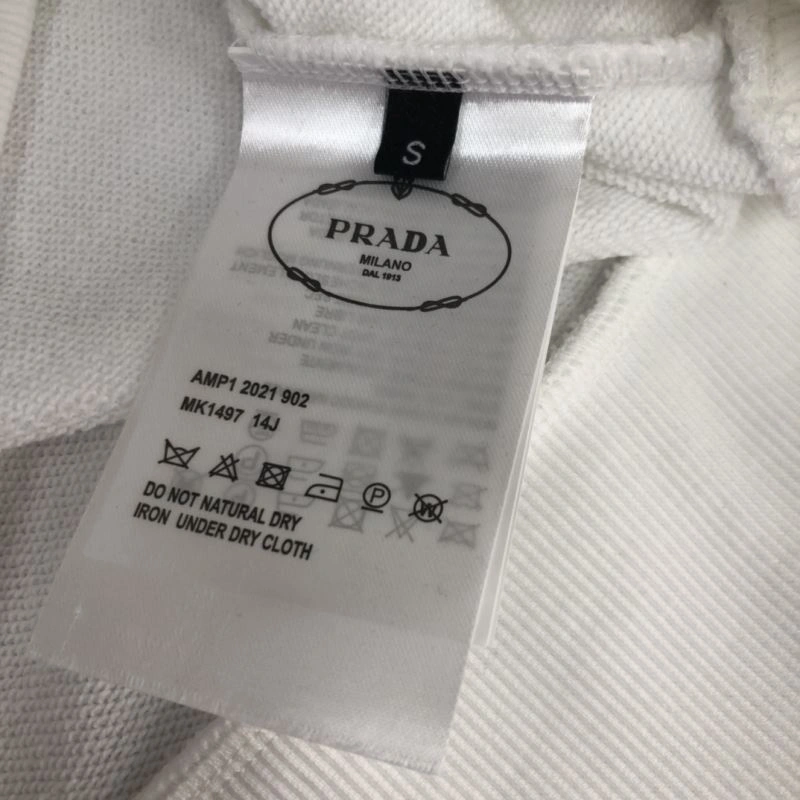 S
PRADA
MILANO
DAL 1913
AMP1 2021 902
MK1497 14J
P
W
DO NOT NATURAL DRY
IRON UNDER DRY CLOTH